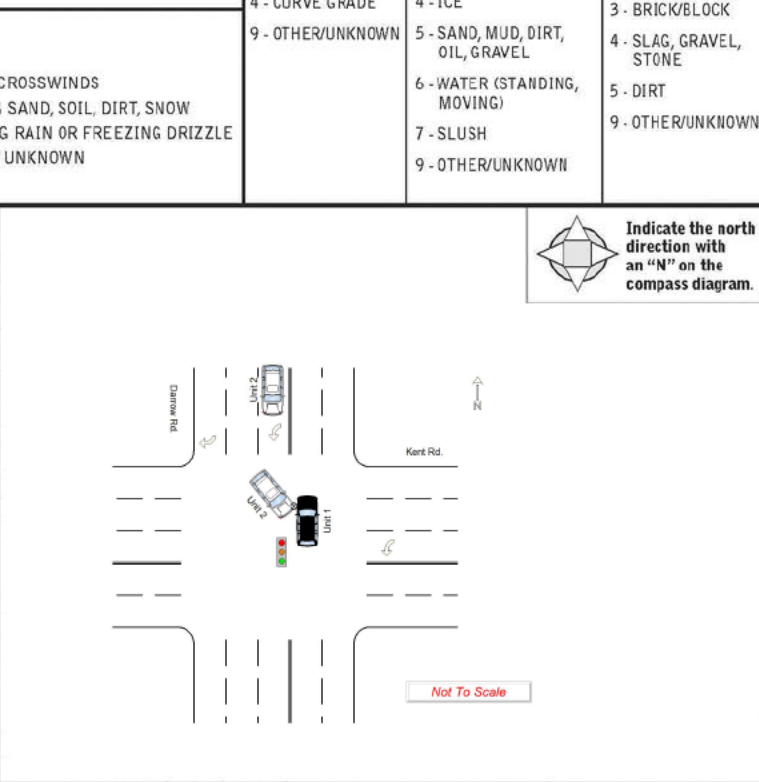 4 - CURVE GRADE
9 - OTHER/UNKNOWN
4 - ICE
5 - SAND, MUD, DIRT,
OIL, GRAVEL
6 - WATER (STANDING,
MOVING)
7 - SLUSH
9 - OTHER/UNKNOWN
3 - BRICK/BLOCK
4 - SLAG, GRAVEL,
STONE
5 - DIRT
9 - OTHER/UNKNOWN
CROSSWINDS
SAND, SOIL, DIRT, SNOW
G RAIN OR FREEZING DRIZZLE
UNKNOWN
Indicate the north
direction with
an “N” on the
compass diagram.
Darrow Rd.
Unit 2
N
Kent Rd.
Unit 2
Unit 1
Not To Scale